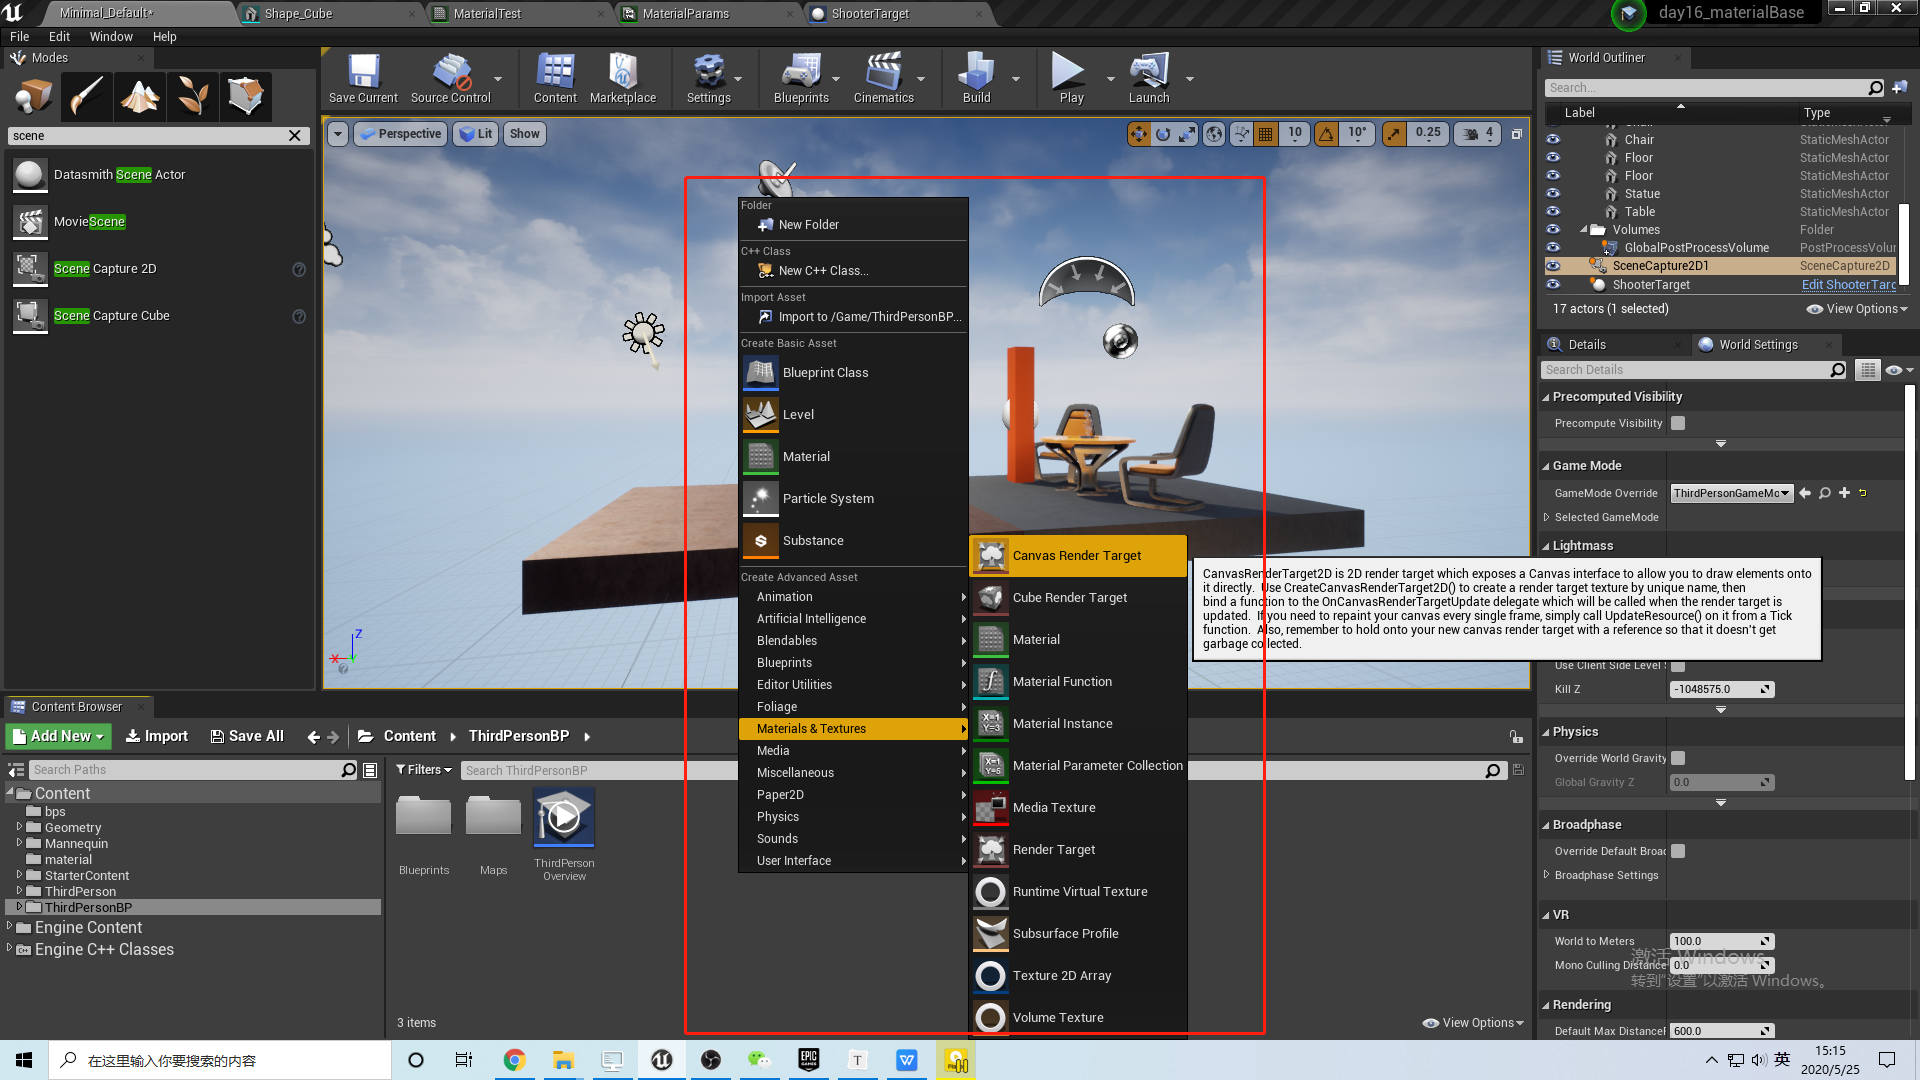 Minimal_Default*
Shape_Cube
MaterialTest
MaterialParams
ShooterTarget
day16_materialBase
File
Edit
Window
Help
Modes
Save Current
Source Control
Content
Marketplace
Settings
Blueprints
Cinematics
Build
Play
Launch
scene
Datasmith Scene Actor
MovieScene
Scene Capture 2D
Scene Capture Cube
Perspective
Lit
Show
10
10°
0.25
4
Folder
New Folder
C++ Class
New C++ Class...
Import Asset
Import to /Game/ThirdPersonBP...
Create Basic Asset
Blueprint Class
Level
Material
Particle System
Substance
Create Advanced Asset
Animation
Artificial Intelligence
Blendables
Blueprints
Editor Utilities
Foliage
Materials & Textures
Media
Miscellaneous
Paper2D
Physics
Sounds
User Interface
Canvas Render Target
Cube Render Target
Material
Material Function
Material Instance
Material Parameter Collection
Media Texture
Render Target
Runtime Virtual Texture
Subsurface Profile
Texture 2D Array
Volume Texture
CanvasRenderTarget2D is 2D render target which exposes a Canvas interface to allow you to draw elements onto
it directly.  Use CreateCanvasRenderTarget2D() to create a render target texture by unique name, then
bind a function to the OnCanvasRenderTargetUpdate delegate which will be called when the render target is
updated.  If you need to repaint your canvas every single frame, simply call UpdateResource() on it from a Tick
function.  Also, remember to hold onto your new canvas render target with a reference so that it doesn't get
garbage collected.
Z
X
World Outliner
Search...
Label
Type
Chair
StaticMeshActor
Floor
StaticMeshActor
Floor
StaticMeshActor
Statue
StaticMeshActor
Table
StaticMeshActor
Volumes
Folder
GlobalPostProcessVolume
PostProcessVolur
SceneCapture2D1
SceneCapture2D
ShooterTarget
Edit ShooterTarg
17 actors (1 selected)
View Options
Details
World Settings
Search Details
Precomputed Visibility
Precompute Visibility
Game Mode
GameMode Override
ThirdPersonGameMo
Selected GameMode
Lightmass
Use Client Side Level
Kill Z
-1048575.0
Physics
Override World Gravity
Global Gravity Z
0.0
Broadphase
Override Default Broad
Broadphase Settings
VR
World to Meters
100.0
Mono Culling Distance
0.0
Rendering
Default Max DistanceF
600.0
激活 Windows
转到"设置"以激活 Windows。
Content Browser
Add New
Import
Save All
Content
ThirdPersonBP
Search Paths
Filters
Search ThirdPersonBP
Content
bps
Geometry
Mannequin
material
StarterContent
ThirdPerson
ThirdPersonBP
Engine Content
Engine C++ Classes
Blueprints
Maps
ThirdPerson
Overview
3 items
View Options
在这里输入你要搜索的内容
EPIC
GAMES
T
W
英
15:15
2020/5/25